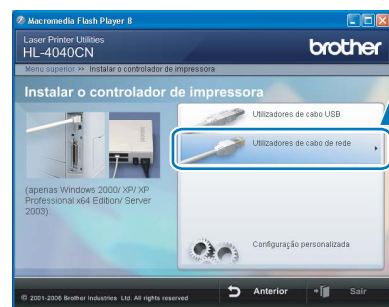 Macromedia Flash Player 8
Laser Printer Utilities
HL-4040CN
brother
Menu superior >> Instalar o controlador de impressora
Instalar o controlador de impressora
Utilizadores de cabo USB
Utilizadores de cabo de rede
(apenas Windows 2000/ XP/ XP
Professional x64 Edition/ Server
2003).
Configuração personalizada
© 2001-2006 Brother Industries Ltd. All rights reserved
Anterior
Sair